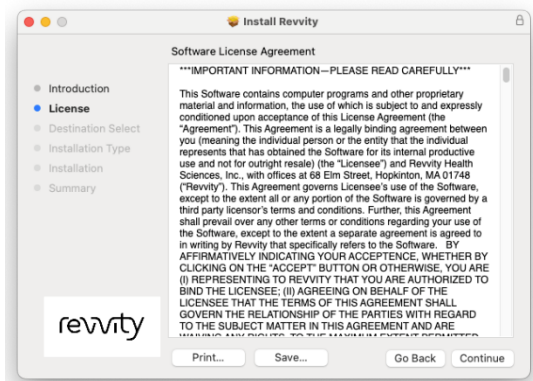 Install Revvity
Software License Agreement
Introduction
License
Destination Select
Installation Type
Installation
Summary
***IMPORTANT INFORMATION—PLEASE READ CAREFULLY***
This Software contains computer programs and other proprietary
material and information, the use of which is subject to and expressly
conditioned upon acceptance of this License Agreement (the
“Agreement”). This Agreement is a legally binding agreement between
you (meaning the individual person or the entity that the individual
represents that has obtained the Software for its internal productive
use and not for outright resale) (the “Licensee”) and Revvity Health
Sciences, Inc., with offices at 68 Elm Street, Hopkinton, MA 01748
(“Revvity”). This Agreement governs Licensee’s use of the Software,
except to the extent all or any portion of the Software is governed by a
third party licensor’s terms and conditions. Further, this Agreement
shall prevail over any other terms or conditions regarding your use of
the Software, except to the extent a separate agreement is agreed to
in writing by Revvity that specifically refers to the Software. BY
AFFIRMATIVELY INDICATING YOUR ACCEPTENCE, WHETHER BY
CLICKING ON THE “ACCEPT” BUTTON OR OTHERWISE, YOU ARE
(I) REPRESENTING TO REVVITY THAT YOU ARE AUTHORIZED TO
BIND THE LICENSEE; (II) AGREEING ON BEHALF OF THE
LICENSEE THAT THE TERMS OF THIS AGREEMENT SHALL
GOVERN THE RELATIONSHIP OF THE PARTIES WITH REGARD
TO THE SUBJECT MATTER IN THIS AGREEMENT AND ARE
WAIVING ANY RIGHTS, TO THE MAXIMUM EXTENT PERMITTED
revvity
Print...
Save...
Go Back
Continue